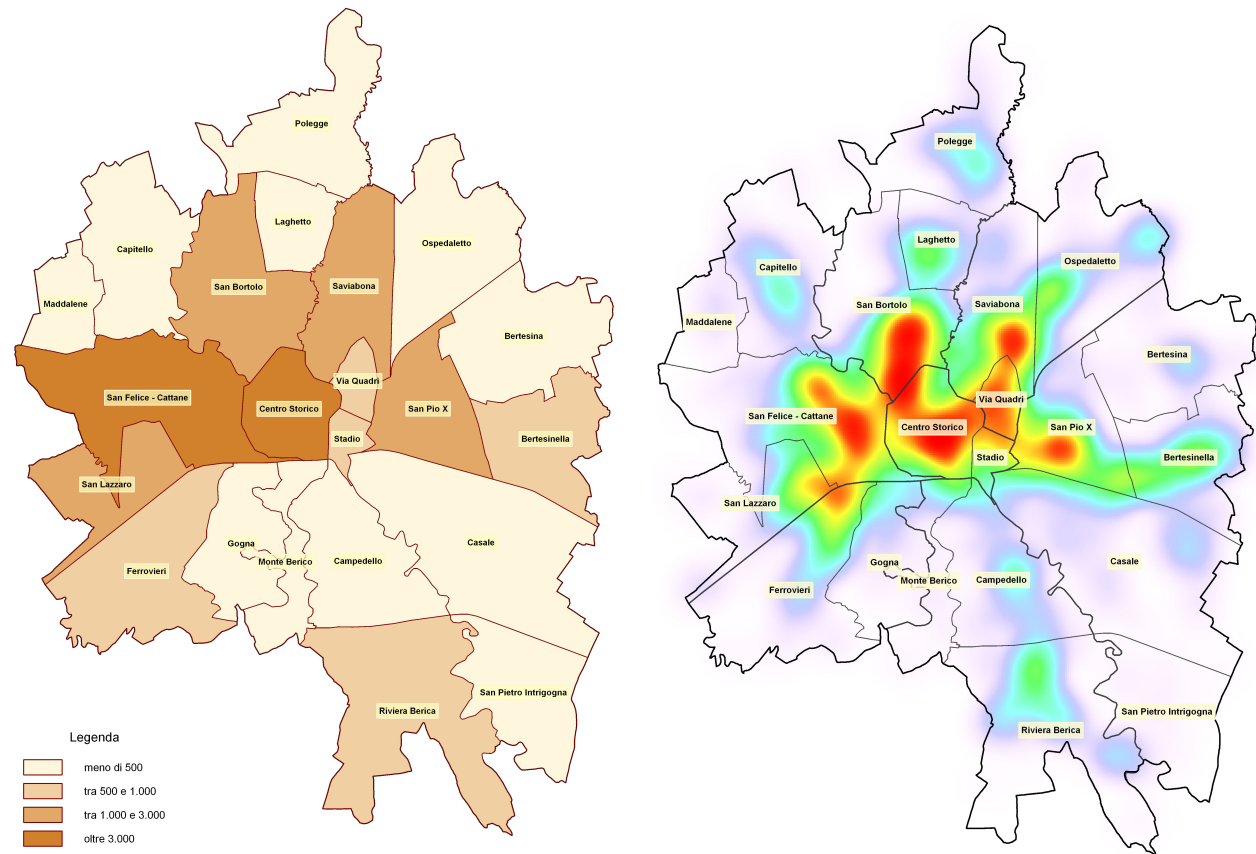 Polegge
Laghetto
Capitello
Ospedaletto
San Bortolo
Saviabona
Maddalene
Bertesina
Via Quadri
San Felice - Cattane
Centro Storico
San Pio X
Stadio
Bertesinella
San Lazzaro
Gogna
Casale
Monte Berico
Campedello
Ferrovieri
San Pietro Intrigogna
Riviera Berica
Legenda
meno di 500
tra 500 e 1.000
tra 1.000 e 3.000
oltre 3.000
Polegge
Laghetto
Capitello
Ospedaletto
San Bortolo
Saviabona
Maddalene
Bertesina
Via Quadri
San Felice - Cattane
Centro Storico
San Pio X
Stadio
Bertesinella
San Lazzaro
Gogna
Casale
Monte Berico
Campedello
Ferrovieri
San Pietro Intrigogna
Riviera Berica